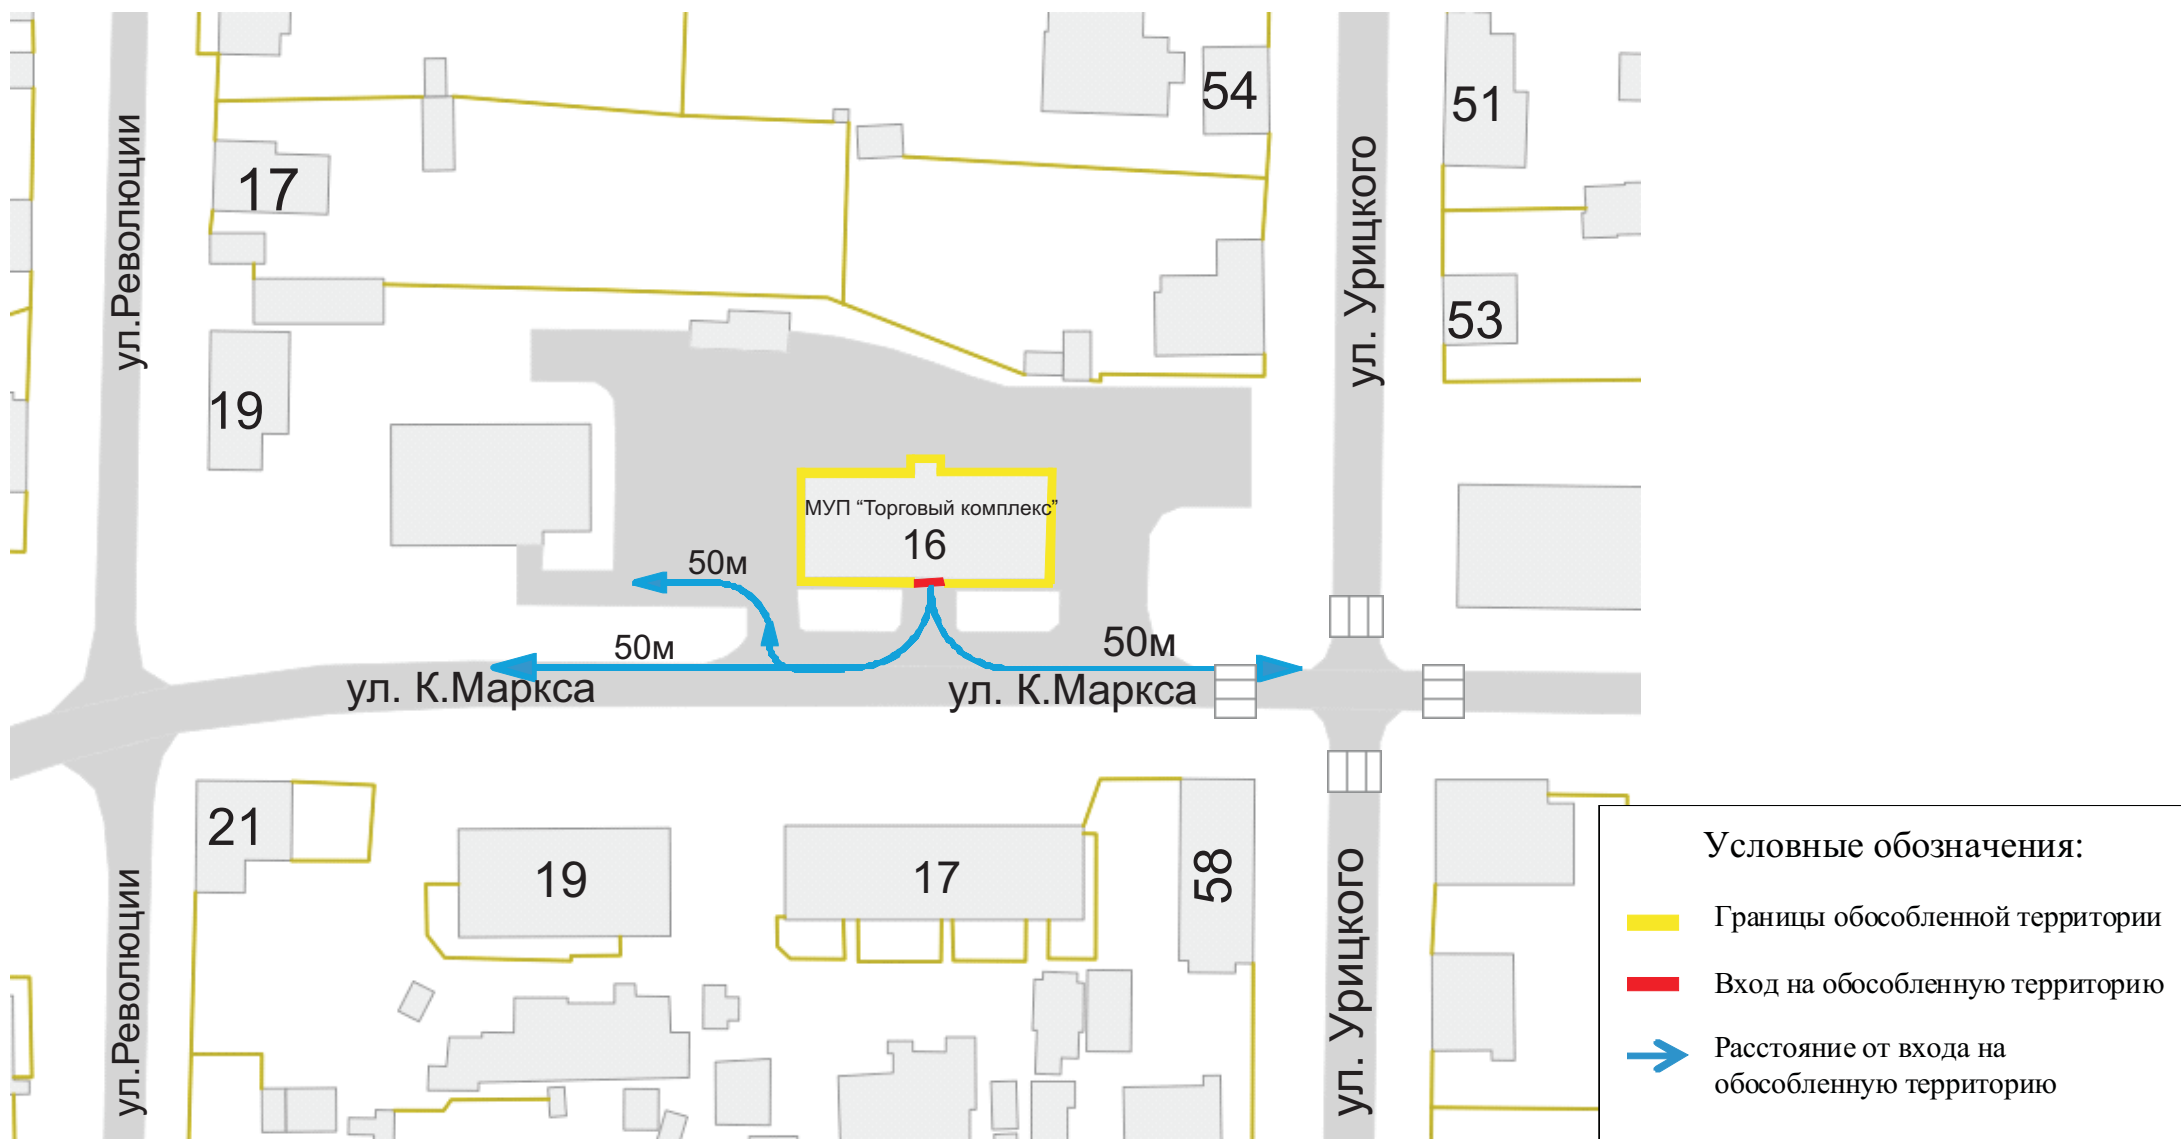 54
51
ул.Революции
ул. Урицкого
17
53
19
МУП “Торговый комплекс”
16
50м
50м
50м
ул. К.Маркса
ул. К.Маркса
21
19
17
58
ул.Революции
ул. Урицкого
Условные обозначения:
Границы обособленной территории
Вход на обособленную территорию
Расстояние от входа на
обособленную территорию